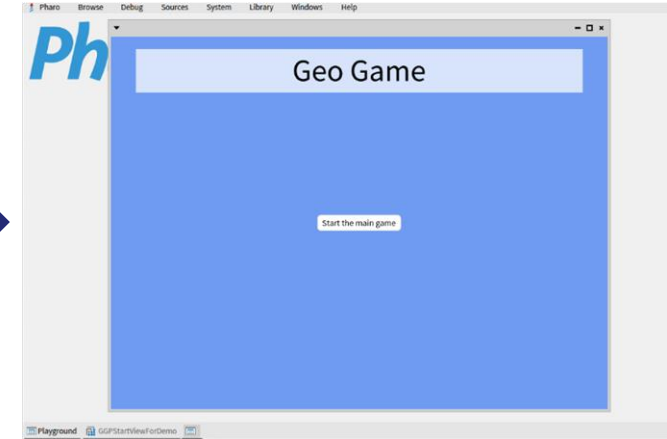 Pharo Browse Debug Sources System Library Windows Help
Ph
Geo Game
Start the main game
Playground GGPStartViewForDemo